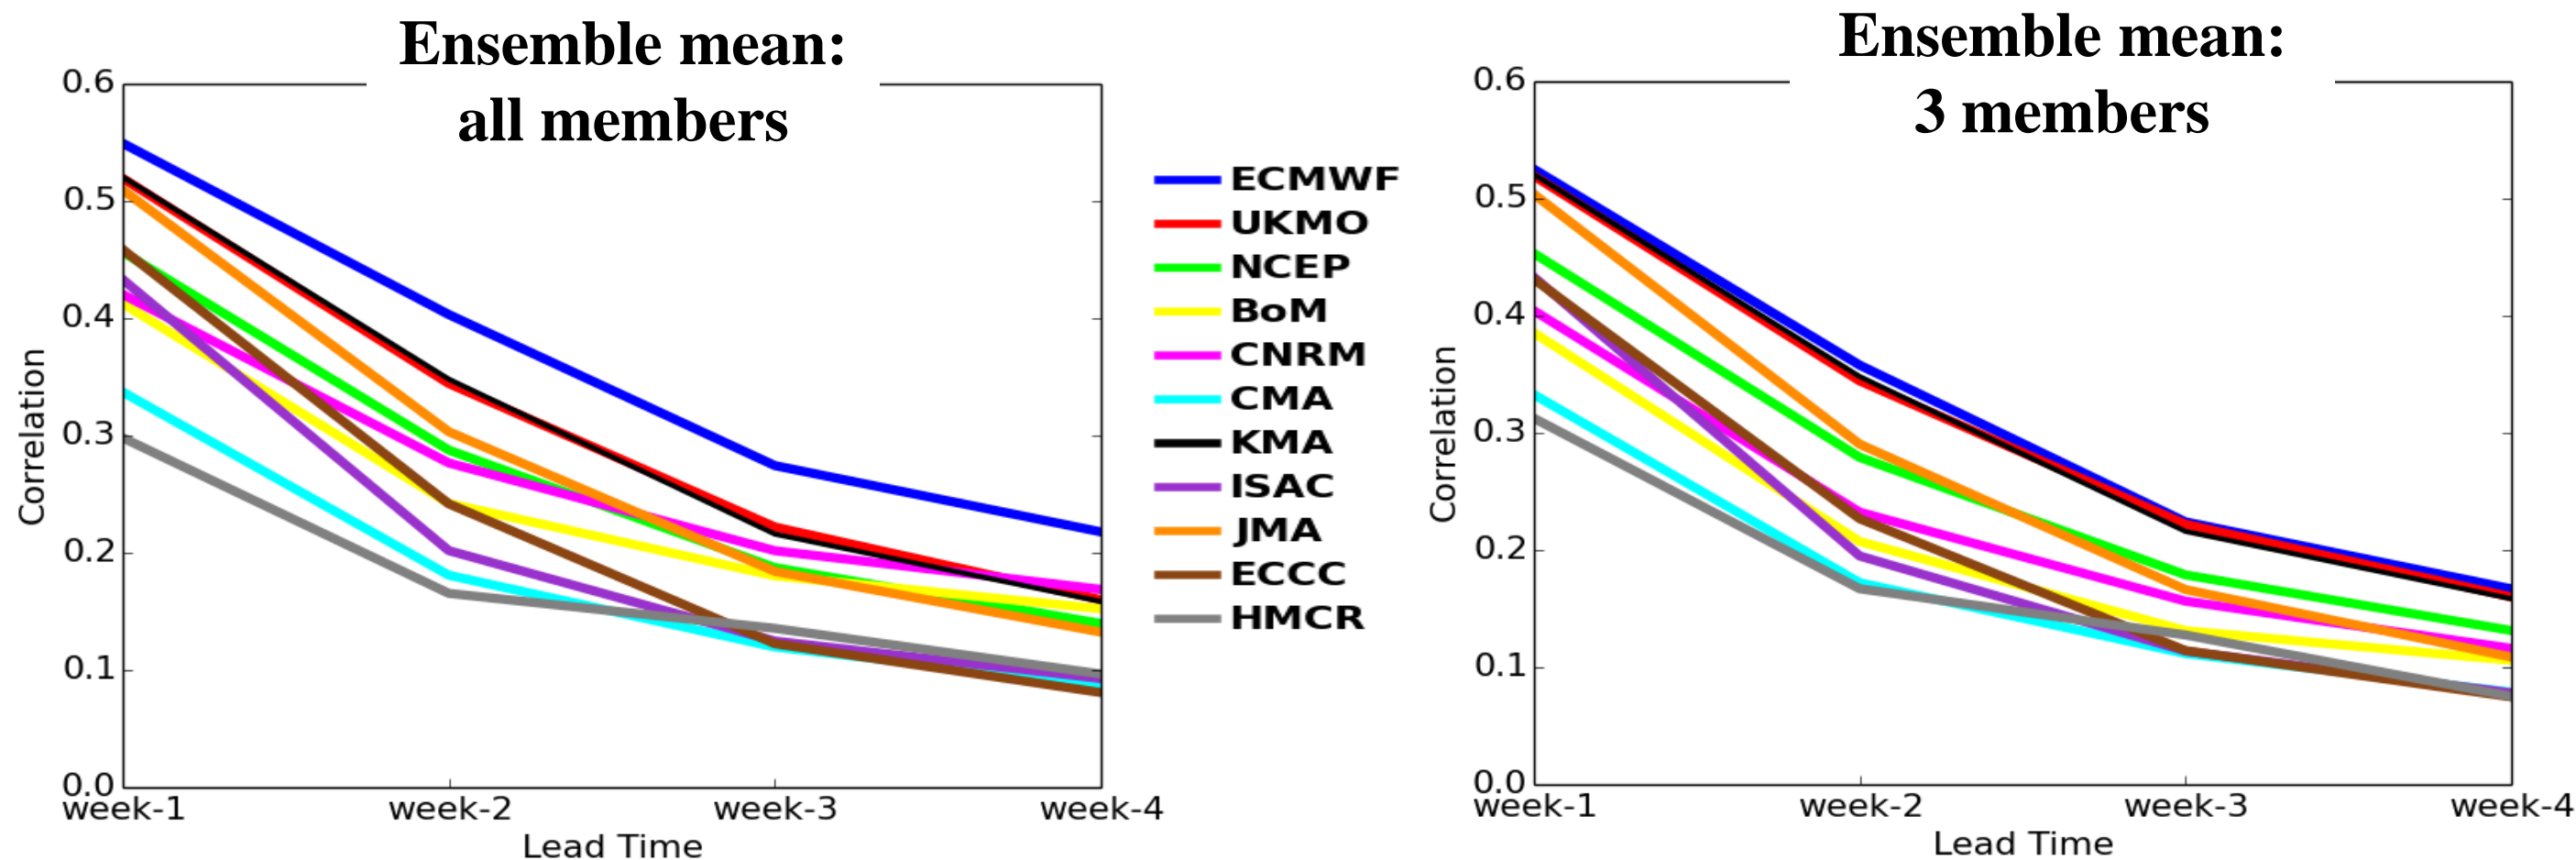 Ensemble mean:
all members
0.6
0.5
0.4
0.3
0.2
0.1
0.0
Correlation
week-1
week-2
week-3
week-4
Lead Time
ECMWF
UKMO
NCEP
BoM
CNRM
CMA
KMA
ISAC
JMA
ECCC
HMCR
Ensemble mean:
3 members
0.6
0.5
0.4
0.3
0.2
0.1
0.0
Correlation
week-1
week-2
week-3
week-4
Lead Time